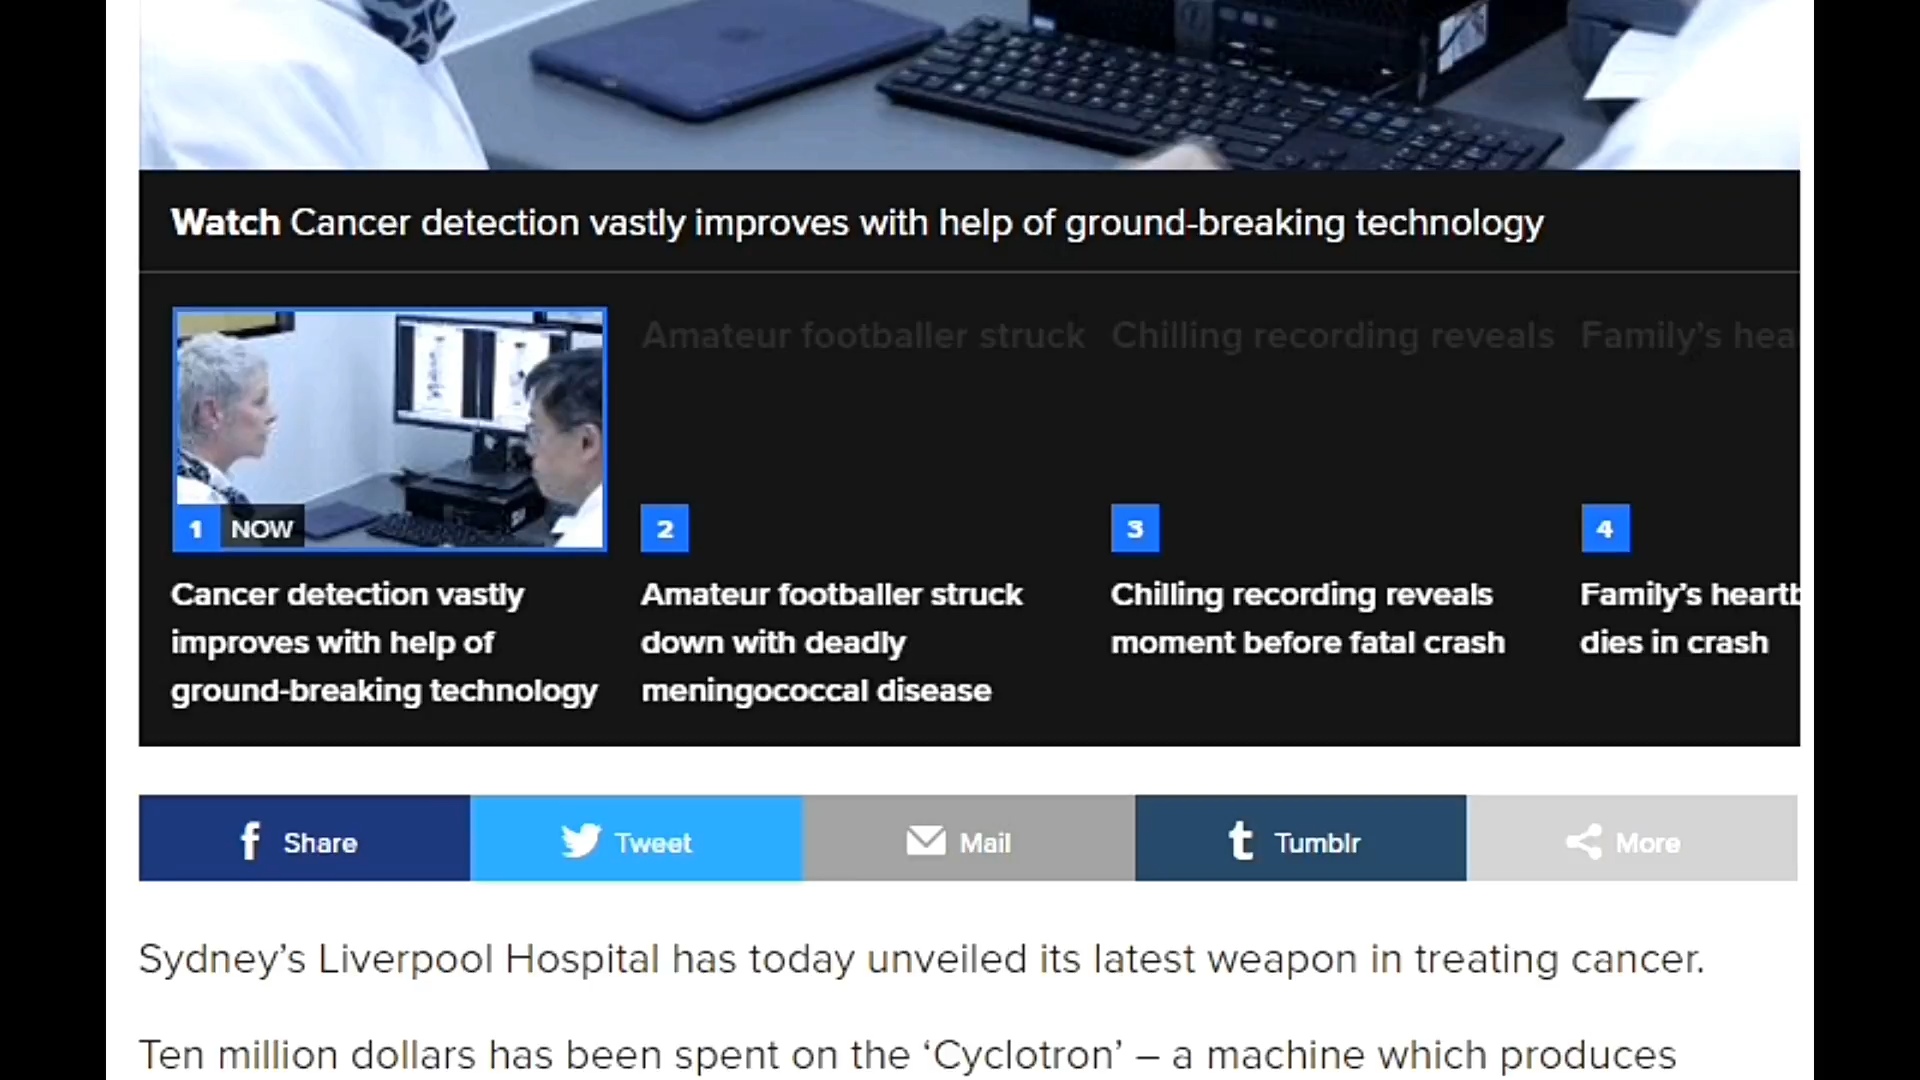 Watch Cancer detection vastly improves with help of ground-breaking technology
Amateur footballer struck
Chilling recording reveals
Family's hea
1 NOW
2
3
4
Cancer detection vastly
improves with help of
ground-breaking technology
Amateur footballer struck
down with deadly
meningococcal disease
Chilling recording reveals
moment before fatal crash
Family's heartb
dies in crash
f Share
Tweet
Mail
t Tumblr
More
Sydney's Liverpool Hospital has today unveiled its latest weapon in treating cancer.
Ten million dollars has been spent on the ‘Cyclotron’ – a machine which produces